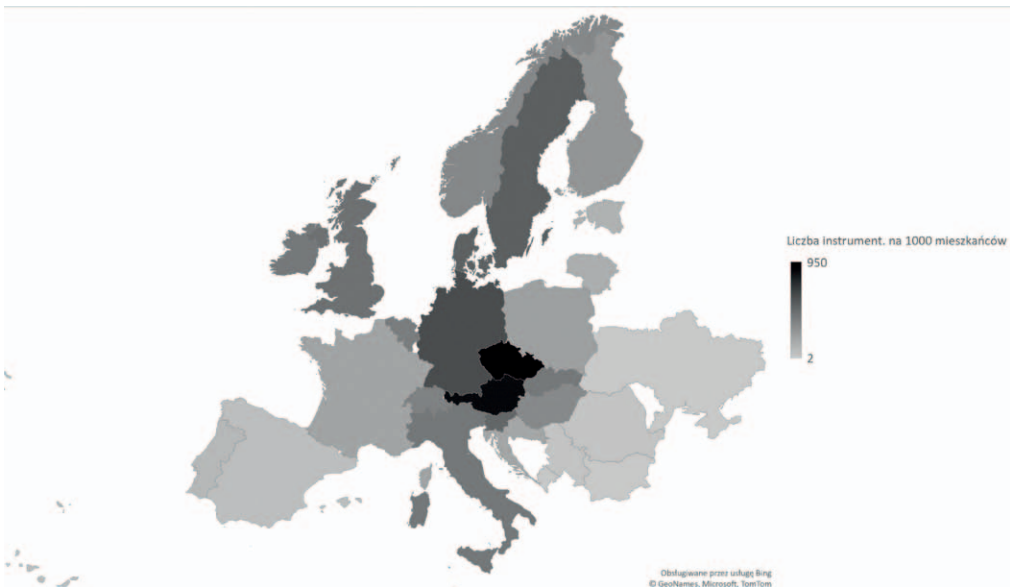 Liczba instrument. na 1000 mieszkańców
950
2
Obsługiwane przez usługę Bing
© GeoNames, Microsoft, TomTom